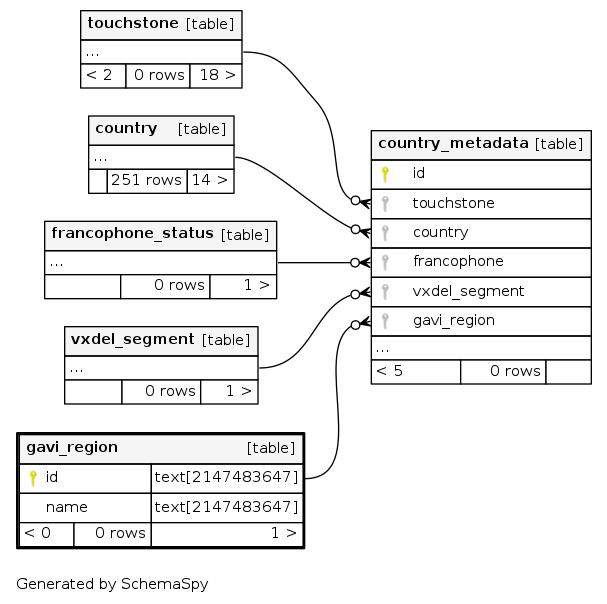 touchstone [table]
...
< 2 0 rows 18 >
country [table]
...
251 rows 14 >
francophone_status [table]
...
0 rows 1 >
vxdel_segment [table]
...
0 rows 1 >
gavi_region [table]
id text[2147483647]
name text[2147483647]
< 0 0 rows 1 >
country_metadata [table]
id
touchstone
country
francophone
vxdel_segment
gavi_region
...
< 5 0 rows
Generated by SchemaSpy